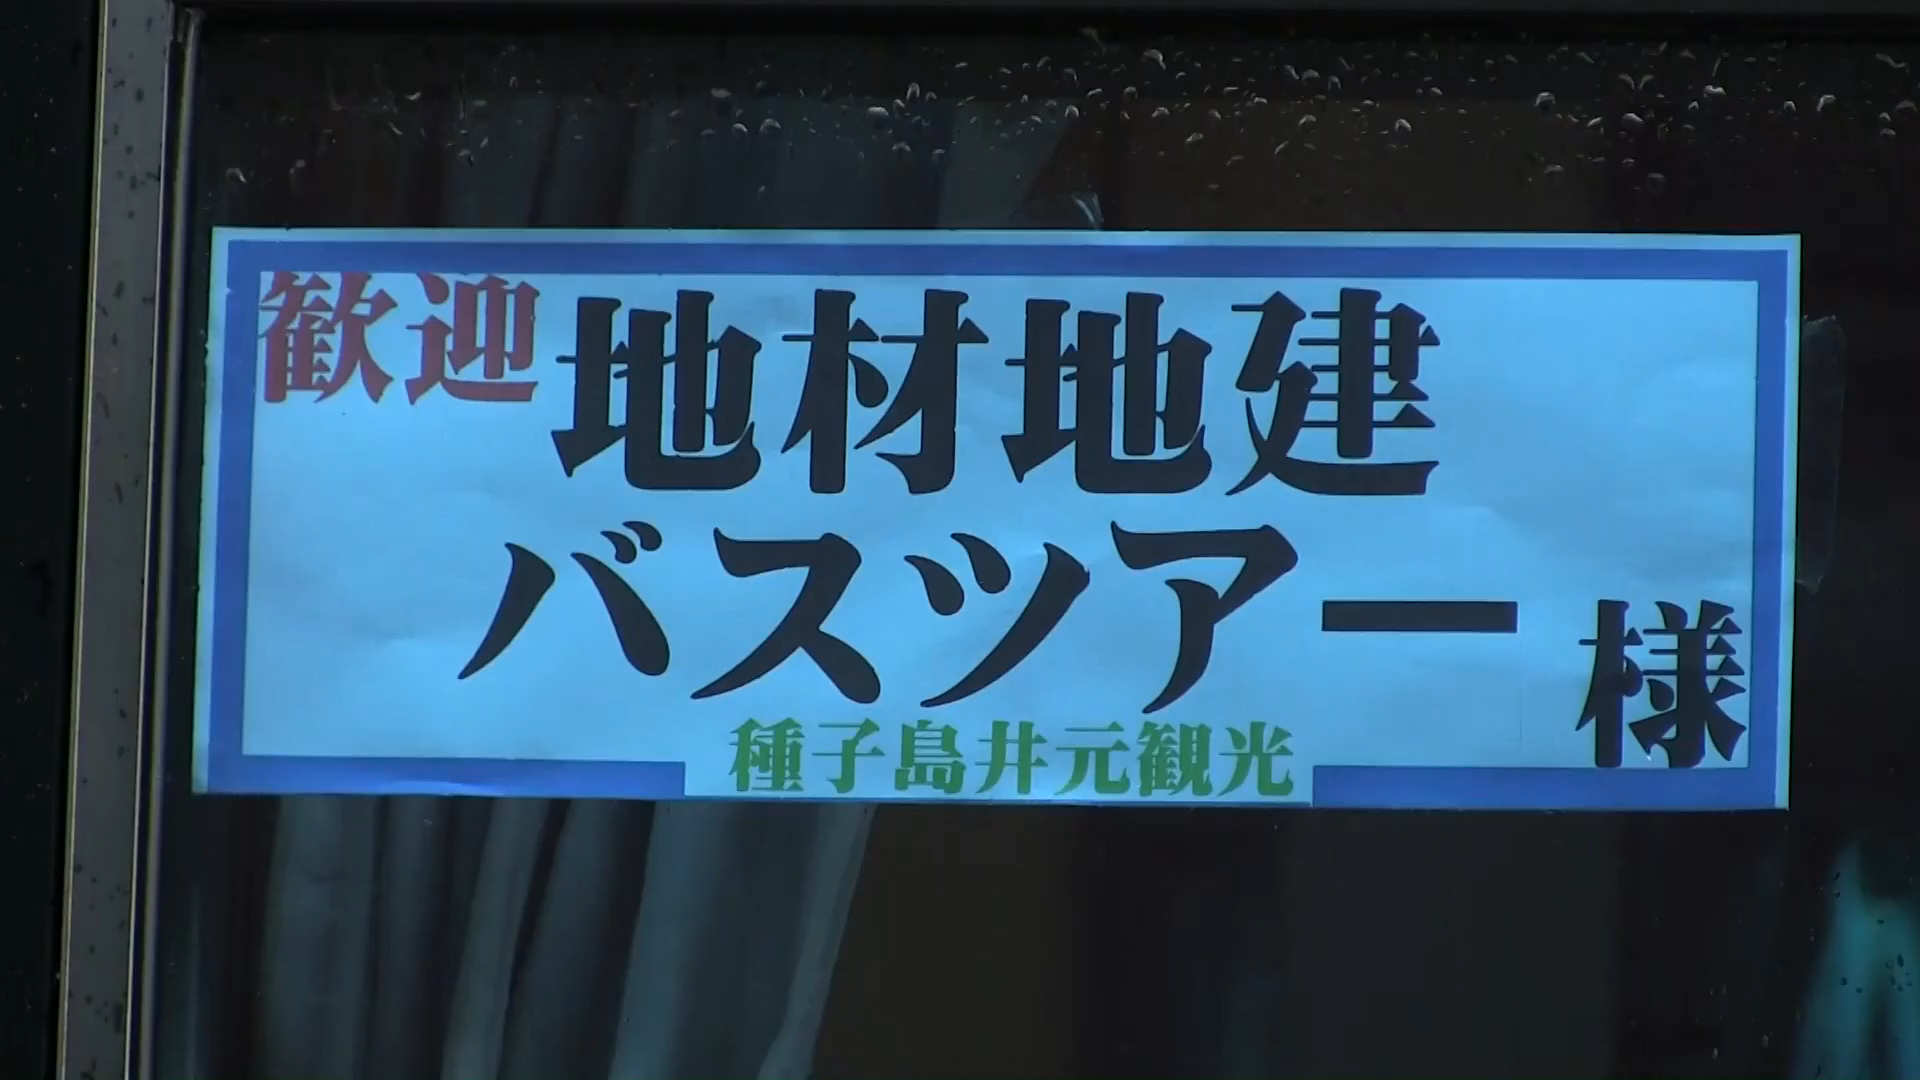 歓迎 地材地建
バスツアー 様
種子島井元観光